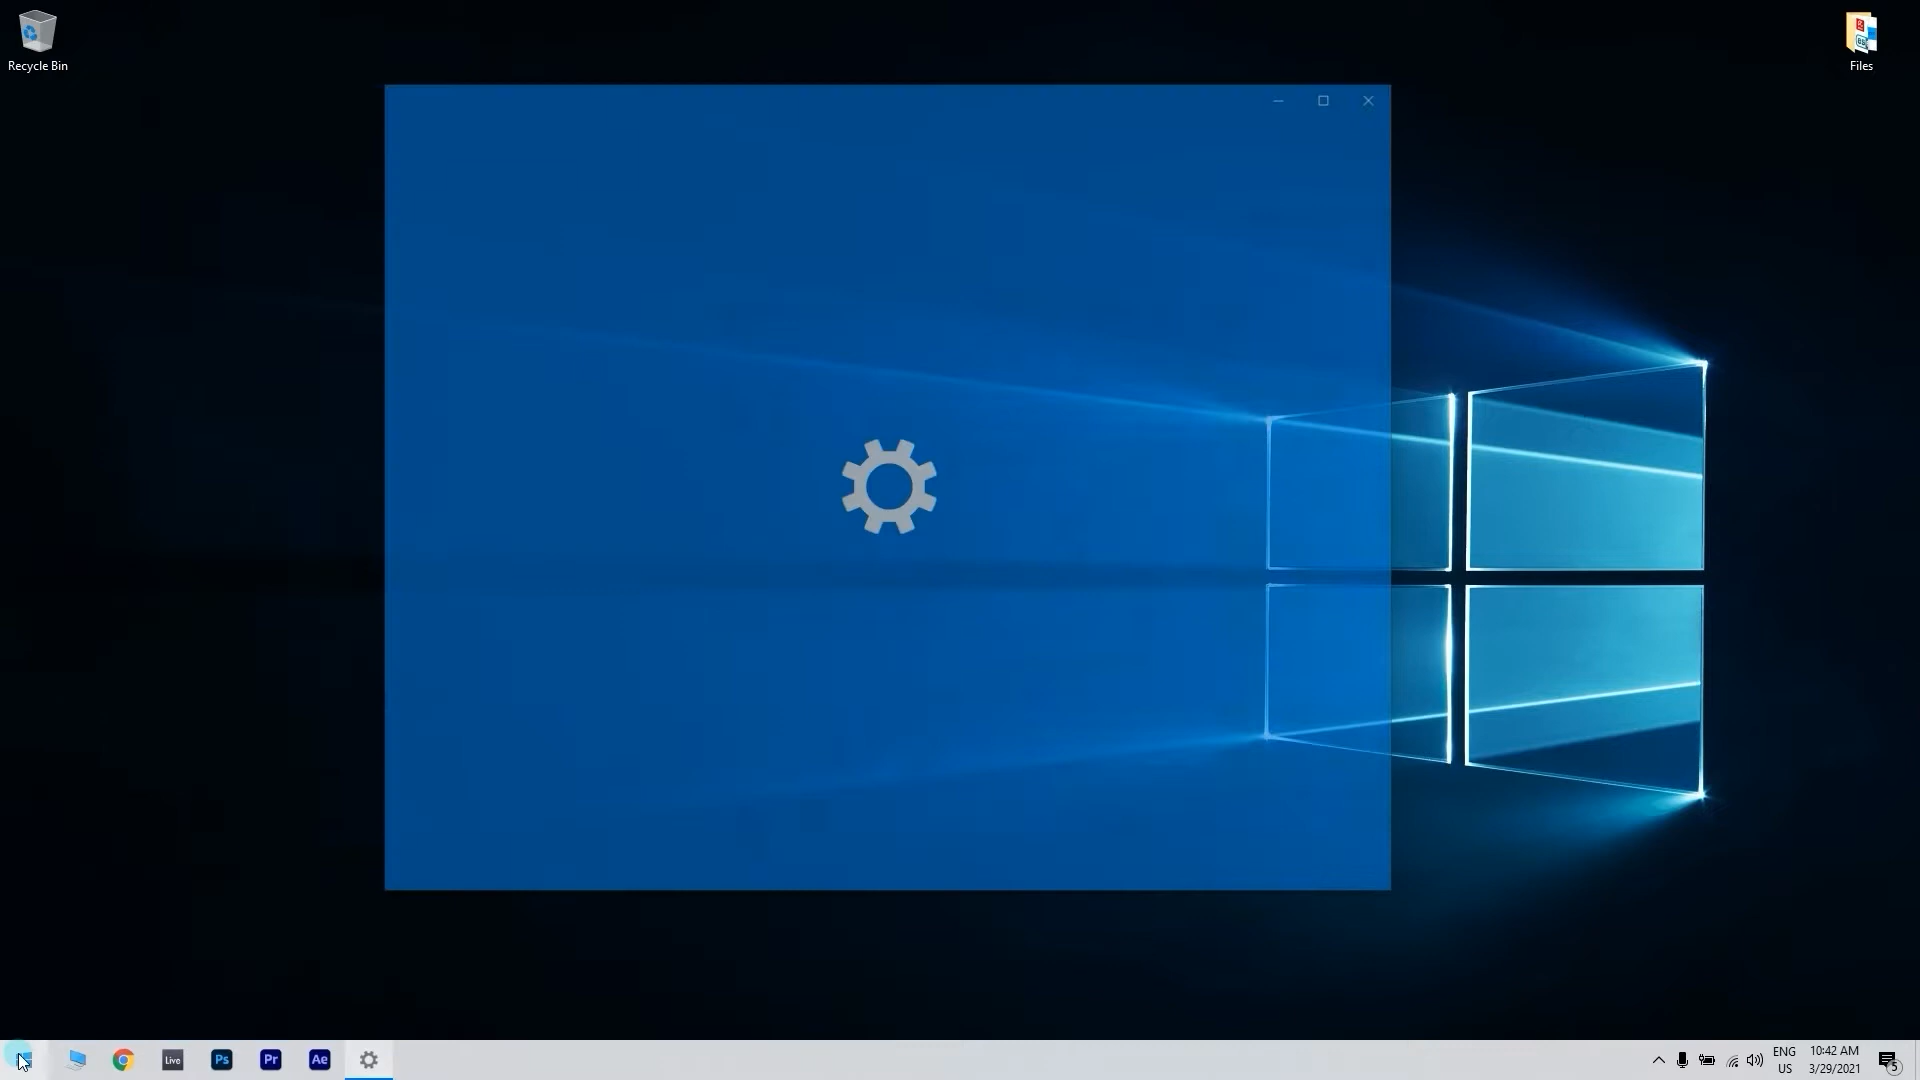 Recycle Bin
Files
Live
Ps
Pr
Ae
ENG
US
10:42 AM
3/29/2021
5